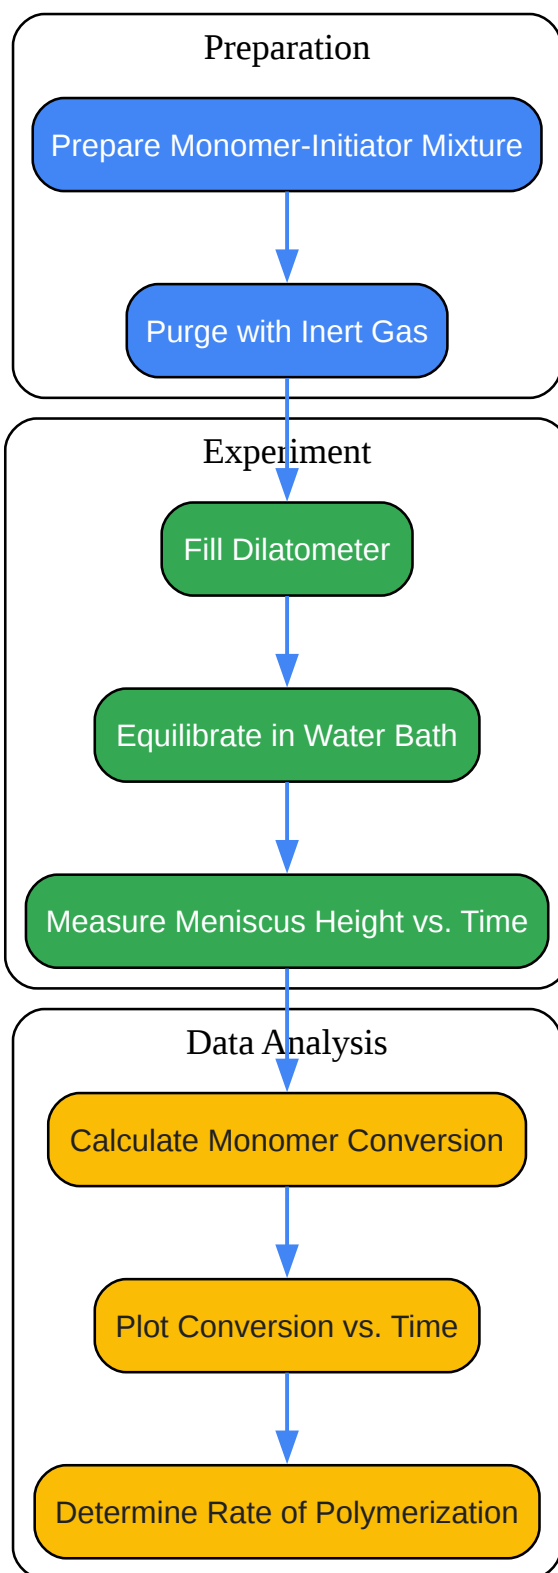 Preparation
Prepare Monomer-Initiator Mixture
Purge with Inert Gas
Experiment
Fill Dilatometer
Equilibrate in Water Bath
Measure Meniscus Height vs. Time
Data Analysis
Calculate Monomer Conversion
Plot Conversion vs. Time
Determine Rate of Polymerization